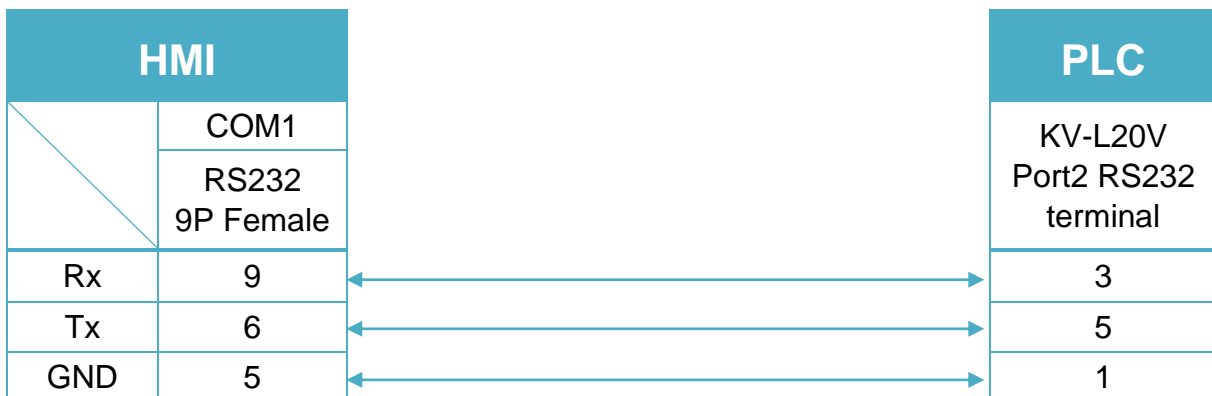 HMI PLC
COM1
RS232
9P Female
KV-L20V
Port2 RS232
terminal
Rx 9 3
Tx 6 5
GND 5 1